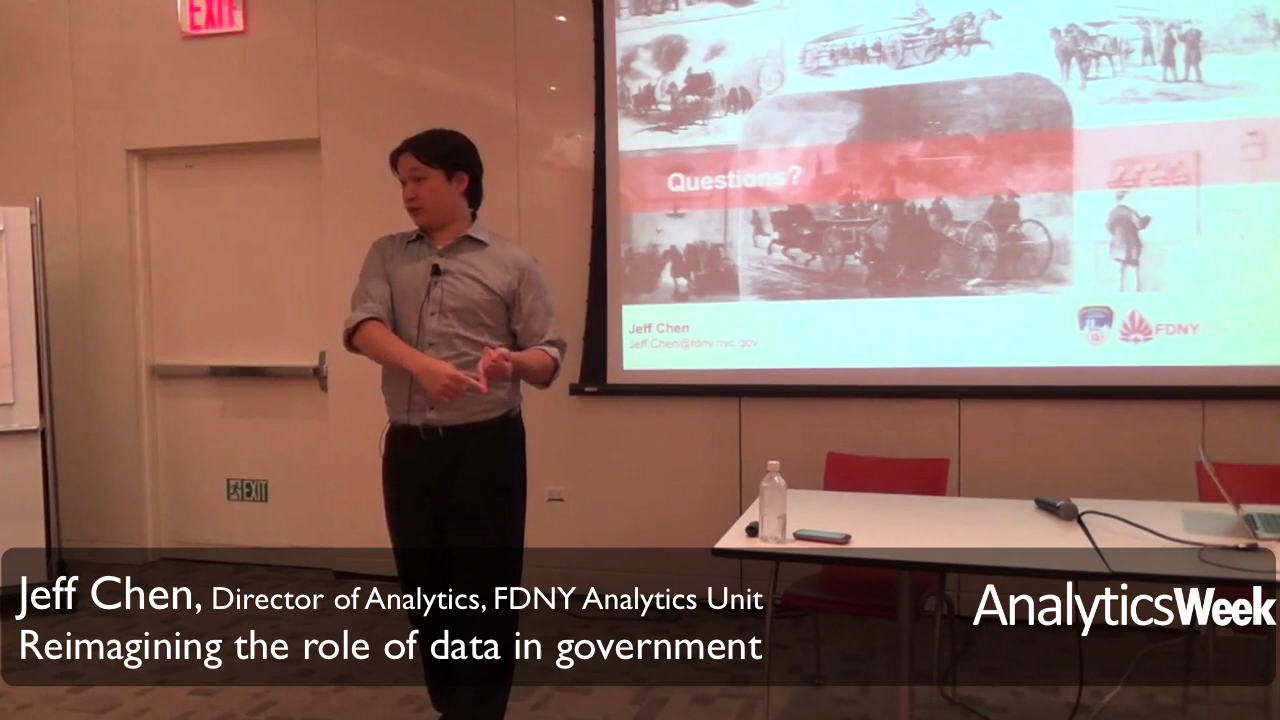 EXIT
Questions?
Jeff Chen
Jeff.Chen@fdny.nyc.gov
FDNY
EXIT
Jeff Chen, Director of Analytics, FDNY Analytics Unit
Reimagining the role of data in government
AnalyticsWeek